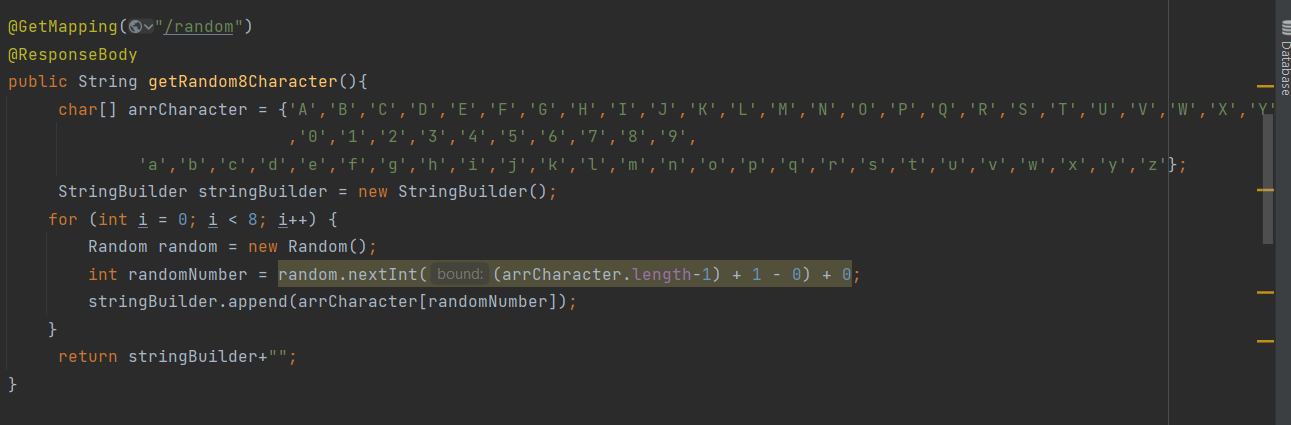 @GetMapping("/random")
@ResponseBody
public String getRandom8Character(){
char[] arrCharacter = {'A','B','C','D','E','F','G','H','I','J','K','L','M','N','O','P','Q','R','S','T','U','V','W','X','Y'
,'0','1','2','3','4','5','6','7','8','9',
'a','b','c','d','e','f','g','h','i','j','k','l','m','n','o','p','q','r','s','t','u','v','w','x','y','z'};
StringBuilder stringBuilder = new StringBuilder();
for (int i = 0; i < 8; i++) {
Random random = new Random();
int randomNumber = random.nextInt( bound: (arrCharacter.length-1) + 1 - 0) + 0;
stringBuilder.append(arrCharacter[randomNumber]);
}
return stringBuilder+"";
}
Database